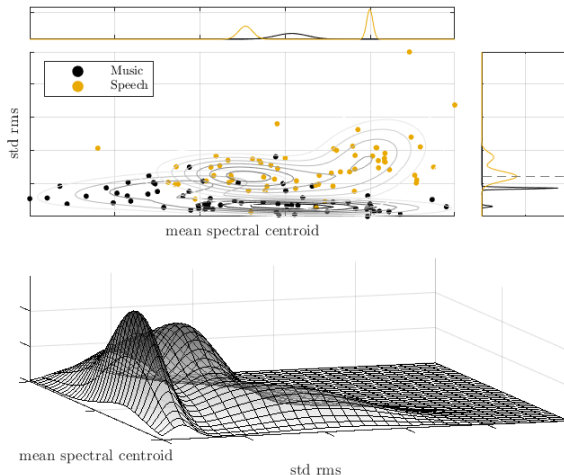 Music
Speech
std rms
mean spectral centroid
mean spectral centroid
std rms